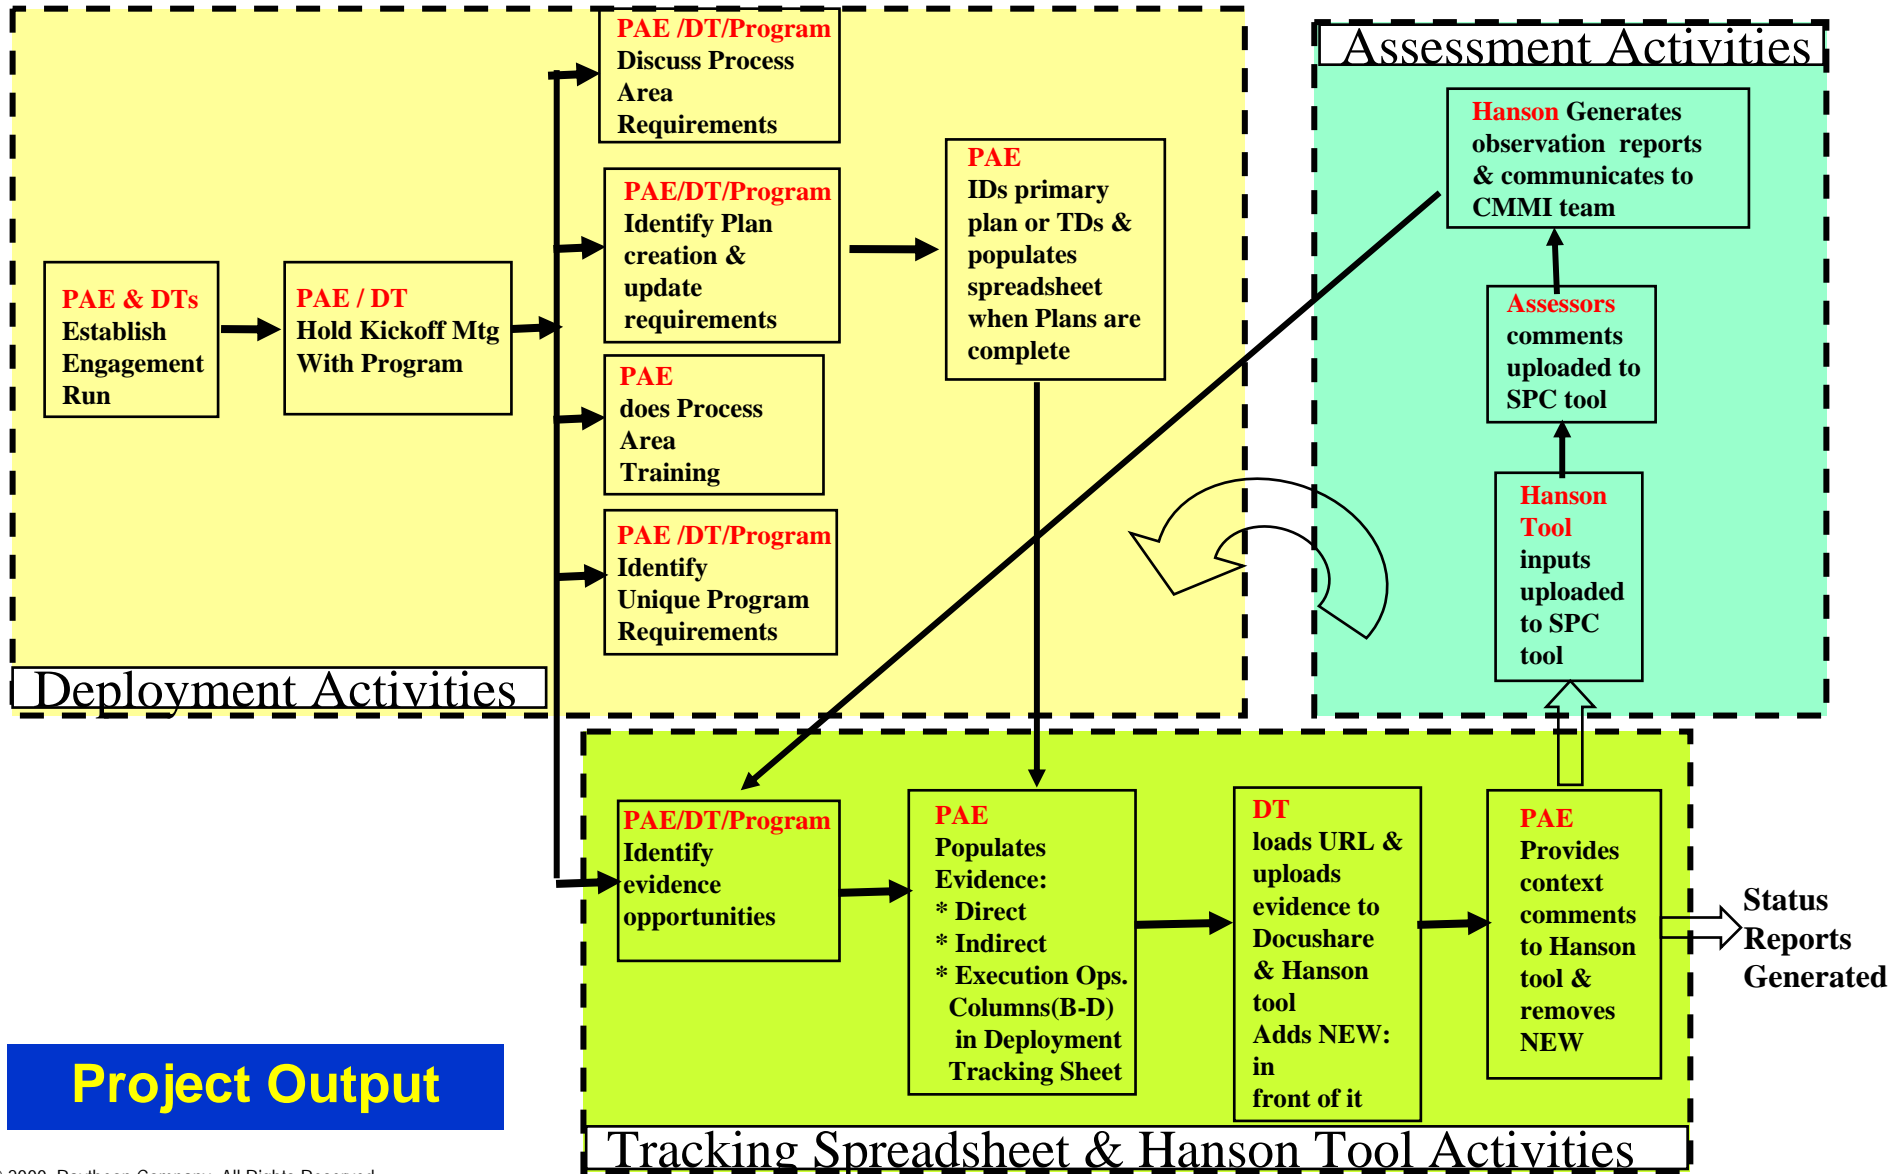 PAE /DT/Program
Discuss Process
Area
Requirements
PAE/DT/Program
Identify Plan
creation &
update
requirements
PAE
IDs primary
plan or TDs &
populates
spreadsheet
when Plans are
complete
PAE & DTs
Establish
Engagement
Run
PAE / DT
Hold Kickoff Mtg
With Program
PAE
does Process
Area
Training
PAE /DT/Program
Identify
Unique Program
Requirements
Deployment Activities
Assessment Activities
Hanson Generates
observation reports
& communicates to
CMMI team
Assessors
comments
uploaded to
SPC tool
Hanson
Tool
inputs
uploaded
to SPC
tool
PAE/DT/Program
Identify
evidence
opportunities
PAE
Populates
Evidence:
* Direct
* Indirect
* Execution Ops.
Columns(B-D)
in Deployment
Tracking Sheet
DT
loads URL &
uploads
evidence to
Docushare
& Hanson
tool
Adds NEW:
in
front of it
PAE
Provides
context
comments
to Hanson
tool &
removes
NEW
Status
Reports
Generated
Project Output
Tracking Spreadsheet & Hanson Tool Activities
2000, Raytheon Company, All Rights Reserved